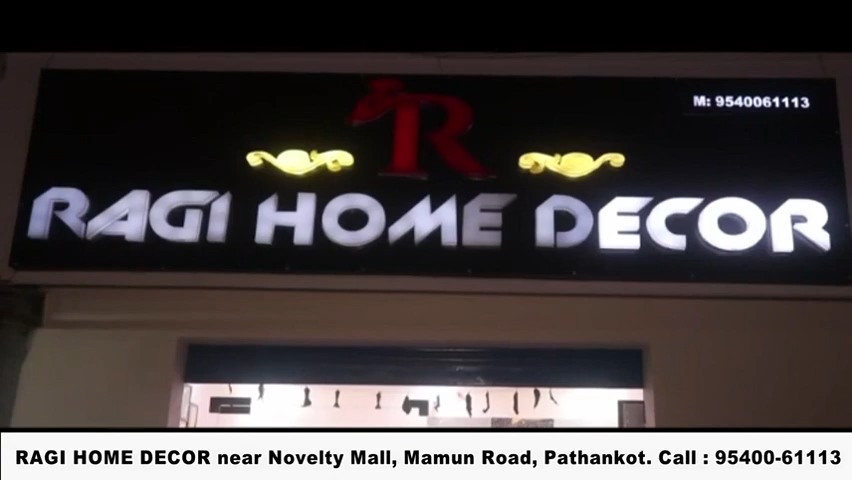 R
M: 9540061113
RAGI HOME DECOR
RAGI HOME DECOR near Novelty Mall, Mamun Road, Pathankot. Call : 95400-61113